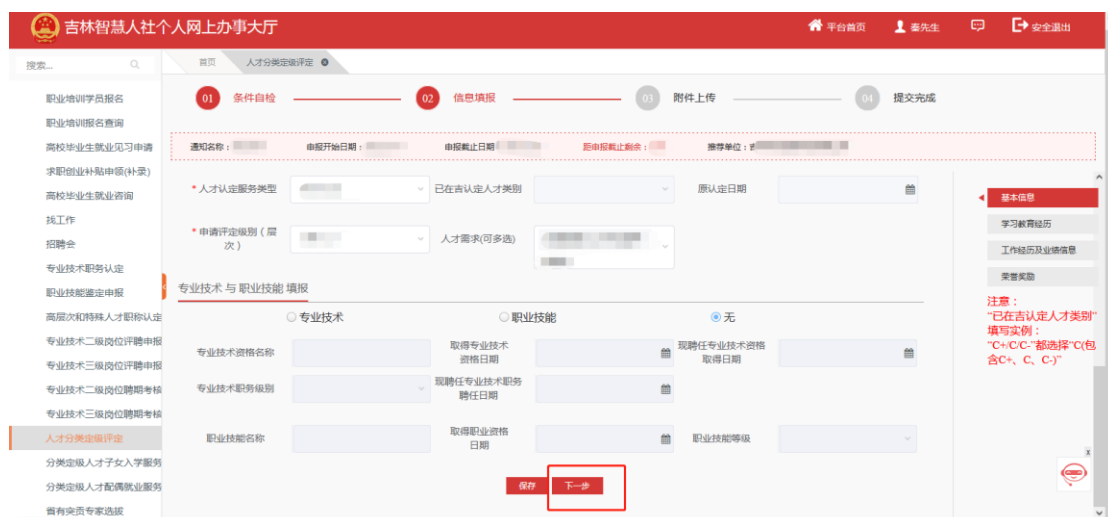 吉林智慧人社个人网上办事大厅
平台首页
秦先生
安全退出
搜索...
首页
人才分类定级评定
职业培训学员报名
职业培训报名查询
高校毕业生就业见习申请
求职创业补贴申领(补录)
高校毕业生就业咨询
找工作
招聘会
专业技术职务认定
职业技能鉴定申报
高层次和特殊人才职称认定
专业技术二级岗位评聘申报
专业技术三级岗位评聘申报
专业技术二级岗位聘期考核
专业技术三级岗位聘期考核
人才分类定级评定
分类定级人才子女入学服务
分类定级人才配偶就业服务
省有突贡专家选拔
01 条件自检
02 信息填报
03 附件上传
04 提交完成
通知名称：
申报开始日期：
申报截止日期
距申报截止剩余：
推荐单位：
* 人才认定服务类型
已在吉认定人才类别
原认定日期
* 申请评定级别（层
次）
人才需求(可多选)
专业技术 与 职业技能 填报
专业技术
职业技能
无
专业技术资格名称
取得专业技术
资格日期
现聘任专业技术资格
取得日期
专业技术职务级别
现聘任专业技术职务
聘任日期
职业技能名称
取得职业资格
日期
职业技能等级
保存
下一步
基本信息
学习教育经历
工作经历及业绩信息
荣誉奖励
注意：
“已在吉认定人才类别”
填写实例：
“C+/C/C-”都选择“C(包
含C+、C、C-)”
x